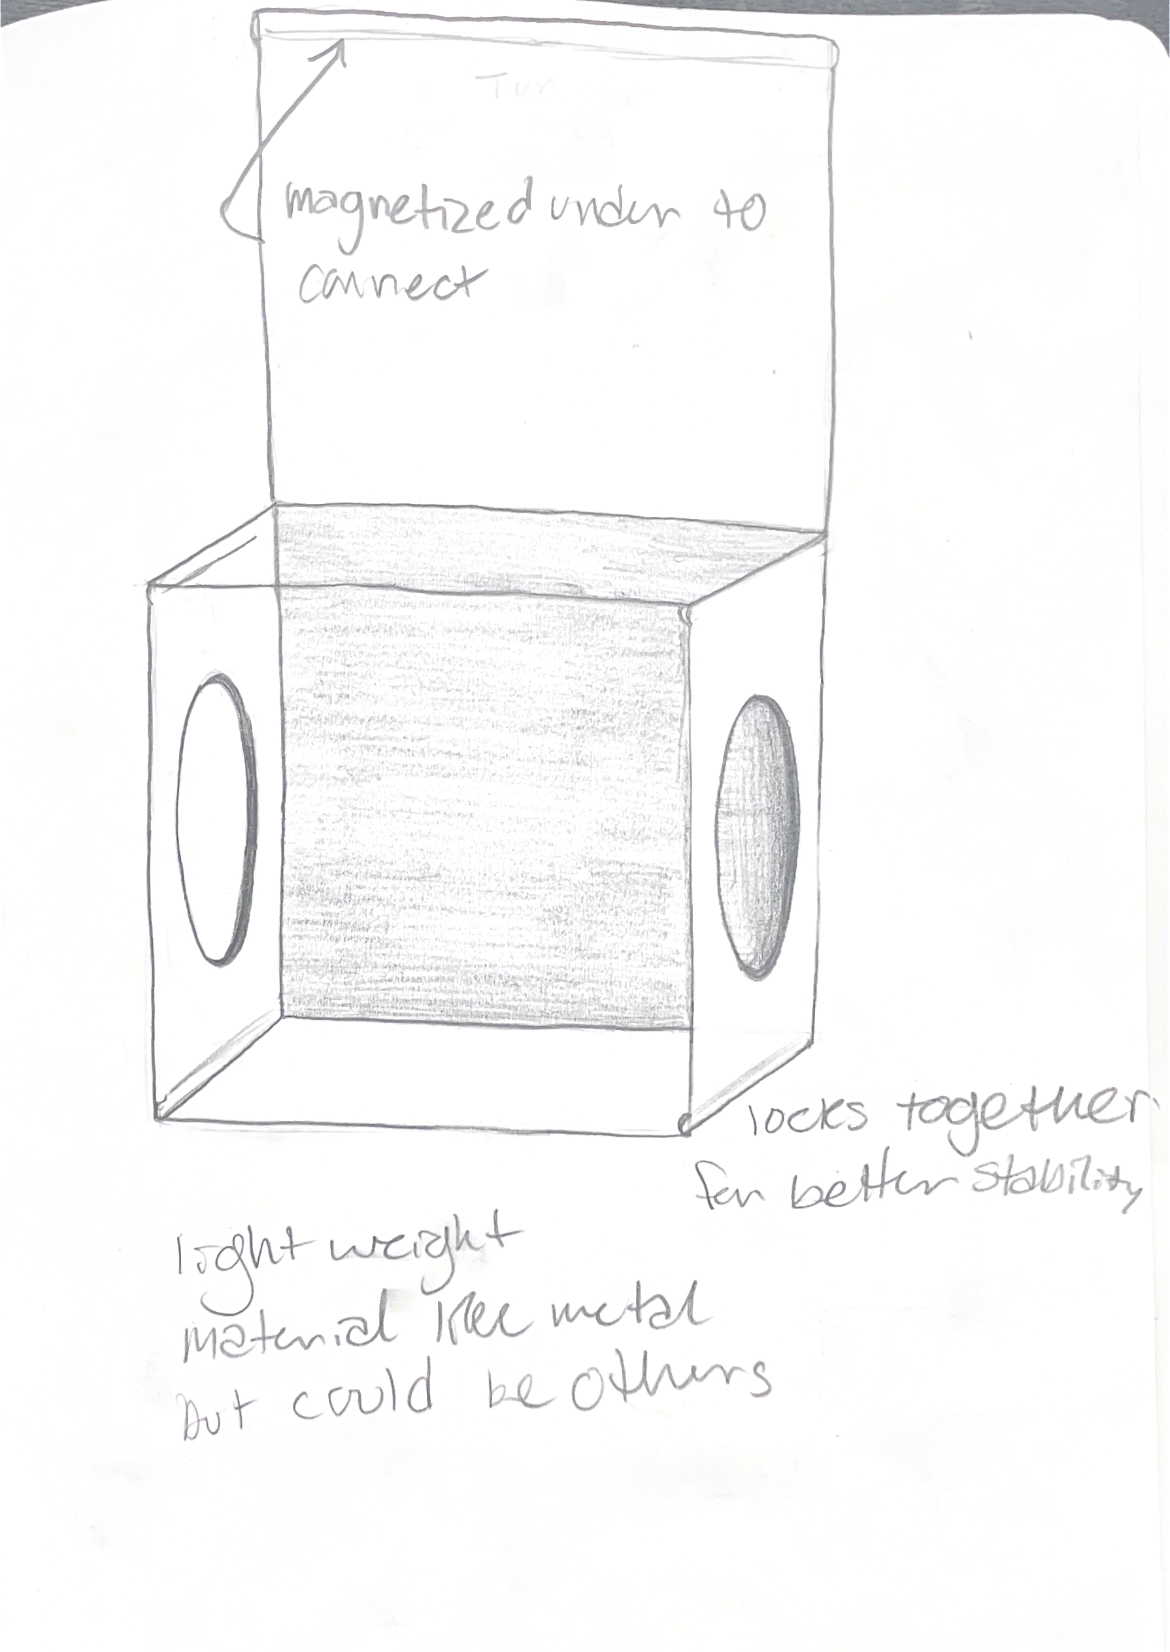 Tur
magnetized under to
connect
locks together
for better stability
light weight
material like metal
but could be others